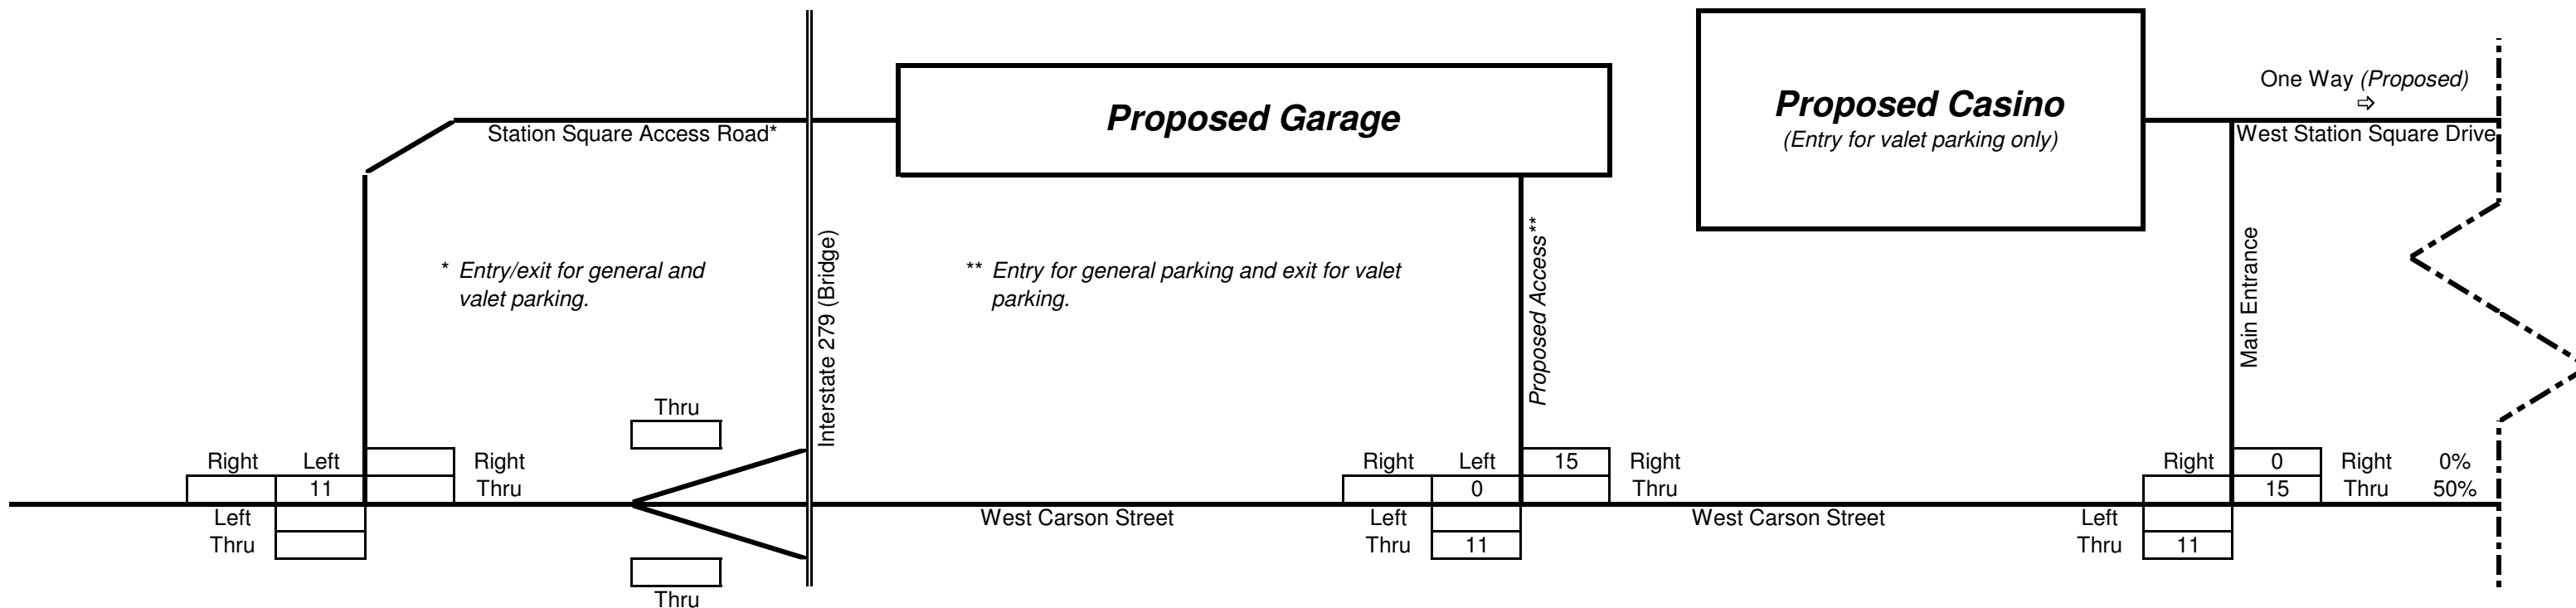 One Way (Proposed)
⇨
Proposed Garage
Proposed Casino
(Entry for valet parking only)
Station Square Access Road*
West Station Square Drive
Interstate 279 (Bridge)
Proposed Access**
Main Entrance
* Entry/exit for general and
valet parking.
** Entry for general parking and exit for valet
parking.
Thru
Right Left Right
11 Thru
Left
Thru
Thru
Right Left 15 Right
0 Thru
West Carson Street
Left
Thru 11
West Carson Street
Right 0 Right 0%
15 Thru 50%
Left
Thru 11